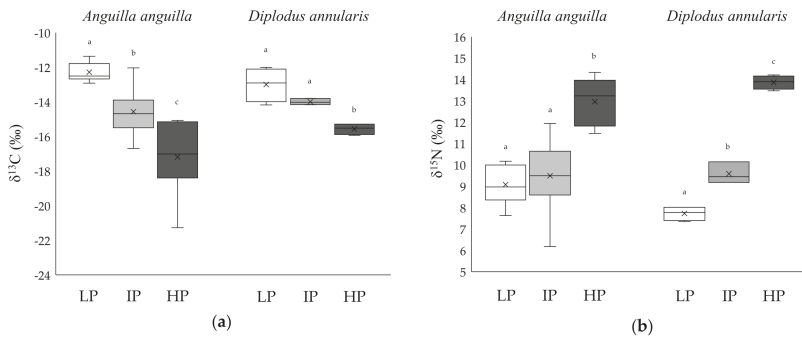 Anguilla anguilla Diplodus annularis
-10
-12
-14
-16
-18
-20
-22
-24
δ¹³C (‰)
a
b
c
a
a
b
LP IP HP LP IP HP
(a)
Anguilla anguilla Diplodus annularis
16
15
14
13
12
11
10
9
8
7
6
5
δ¹⁵N (‰)
a
a
b
a
b
c
LP IP HP LP IP HP
(b)